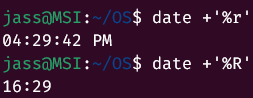 jass@MSI:~/OS$ date +'%r'
04:29:42 PM
jass@MSI:~/OS$ date +'%R'
16:29